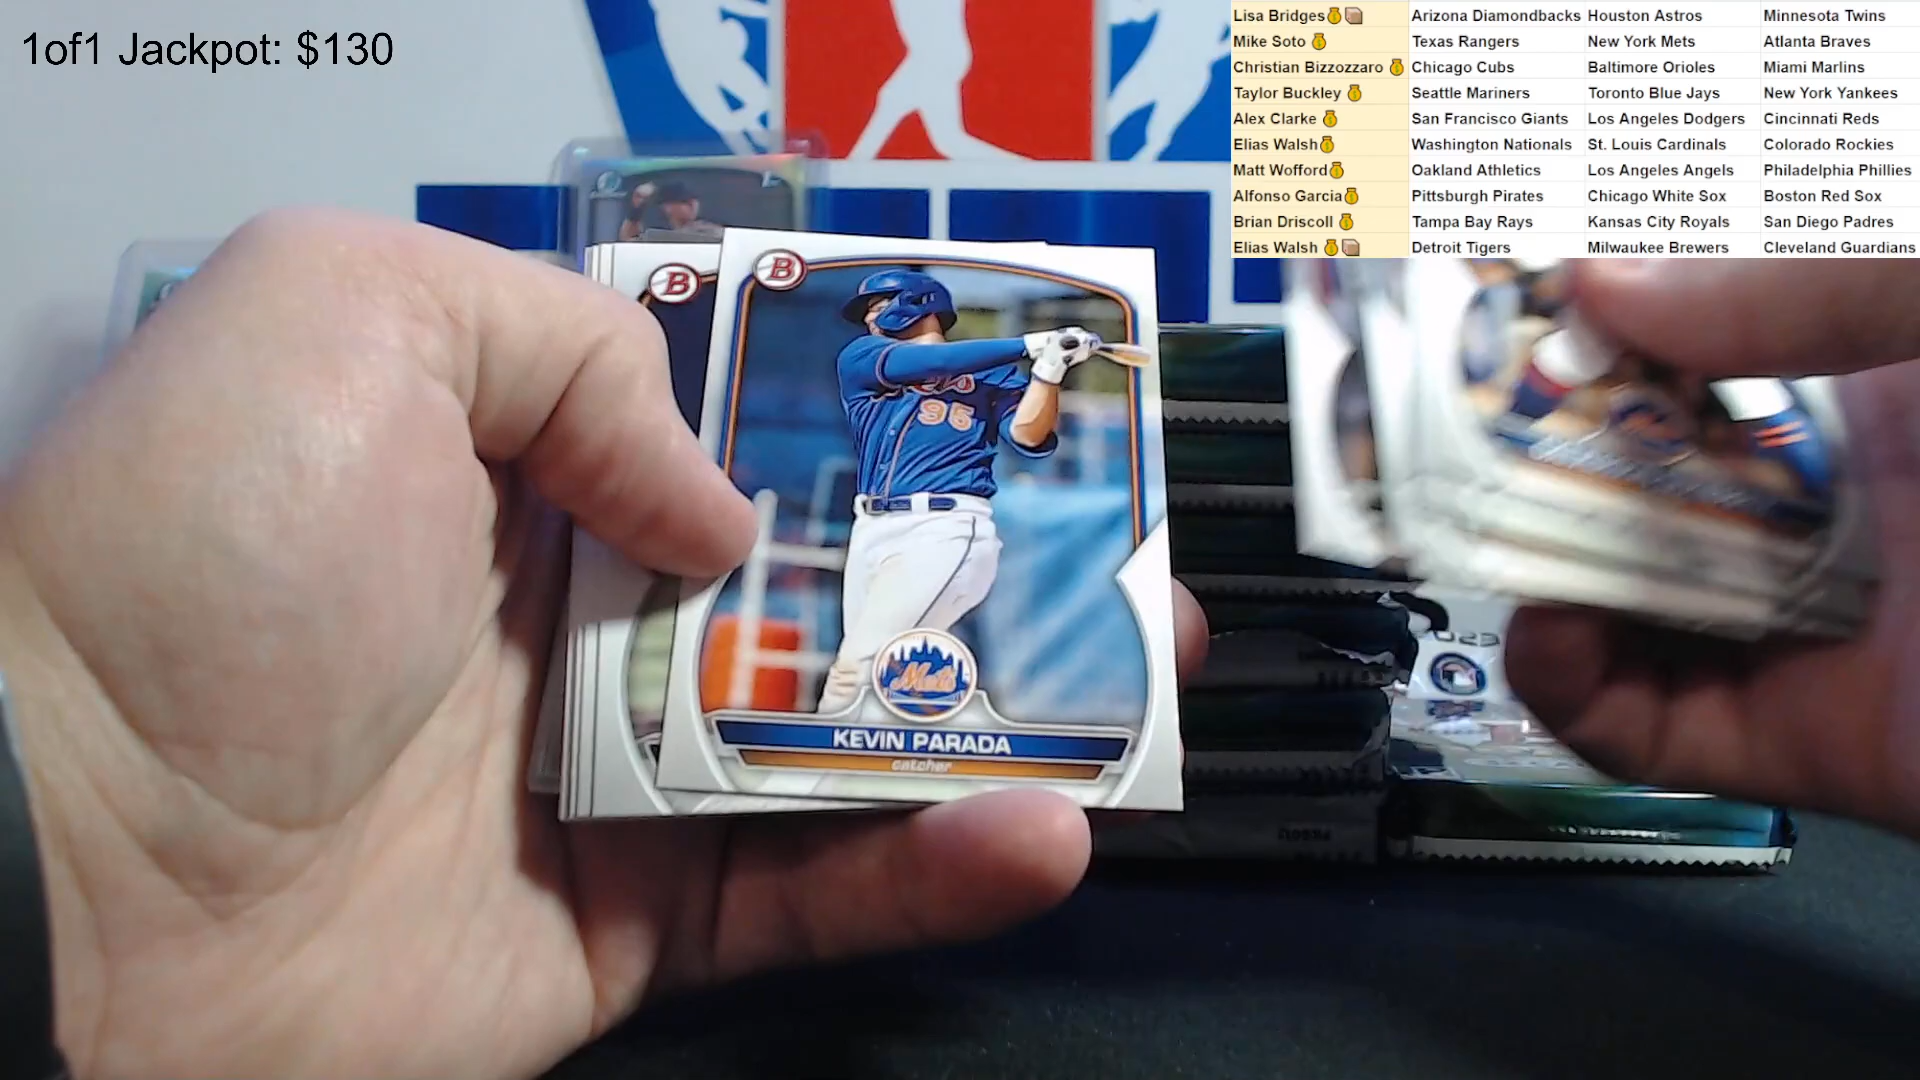 1of1 Jackpot: $130
Lisa Bridges Arizona Diamondbacks Houston Astros Minnesota Twins
Mike Soto Texas Rangers New York Mets Atlanta Braves
Christian Bizzozzaro Chicago Cubs Baltimore Orioles Miami Marlins
Taylor Buckley Seattle Mariners Toronto Blue Jays New York Yankees
Alex Clarke San Francisco Giants Los Angeles Dodgers Cincinnati Reds
Elias Walsh Washington Nationals St. Louis Cardinals Colorado Rockies
Matt Wofford Oakland Athletics Los Angeles Angels Philadelphia Phillies
Alfonso Garcia Pittsburgh Pirates Chicago White Sox Boston Red Sox
Brian Driscoll Tampa Bay Rays Kansas City Royals San Diego Padres
Elias Walsh Detroit Tigers Milwaukee Brewers Cleveland Guardians
B
B
95
Mets
KEVIN PARADA
catcher